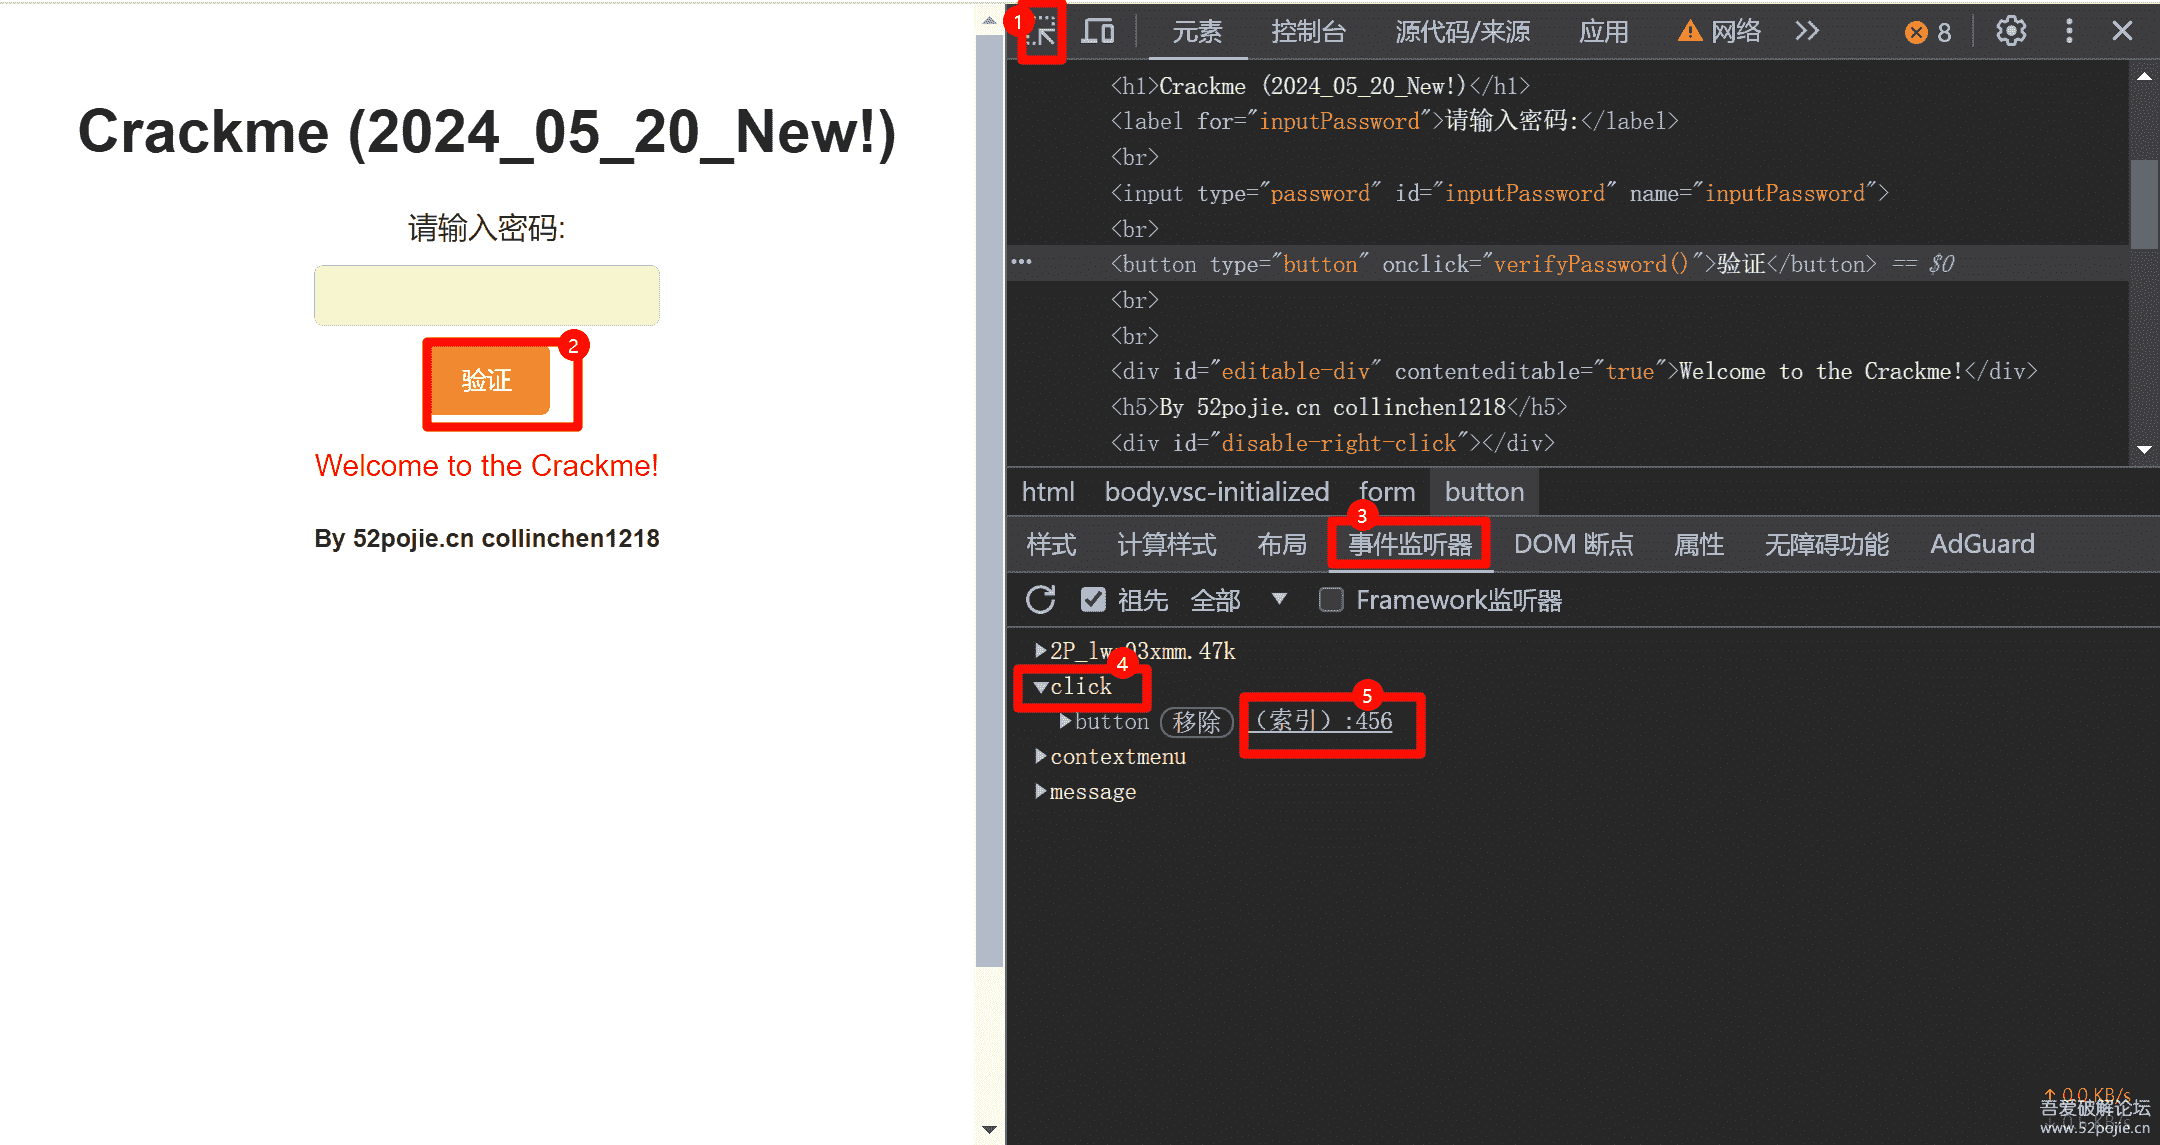 Crackme (2024_05_20_New!)
请输入密码:
2
验证
Welcome to the Crackme!
By 52pojie.cn collinchen1218
1
元素 控制台 源代码/来源 应用 网络 8
<h1>Crackme (2024_05_20_New!)</h1>
<label for="inputPassword">请输入密码:</label>
<br>
<input type="password" id="inputPassword" name="inputPassword">
<br>
<button type="button" onclick="verifyPassword()">验证</button> == $0
<br>
<br>
<div id="editable-div" contenteditable="true">Welcome to the Crackme!</div>
<h5>By 52pojie.cn collinchen1218</h5>
<div id="disable-right-click"></div>
html body.vsc-initialized form button
3
样式 计算样式 布局 事件监听器 DOM 断点 属性 无障碍功能 AdGuard
祖先 全部 Framework监听器
4
click
5
button 移除 (索引):456
contextmenu
message
吾爱破解论坛
www.52pojie.cn